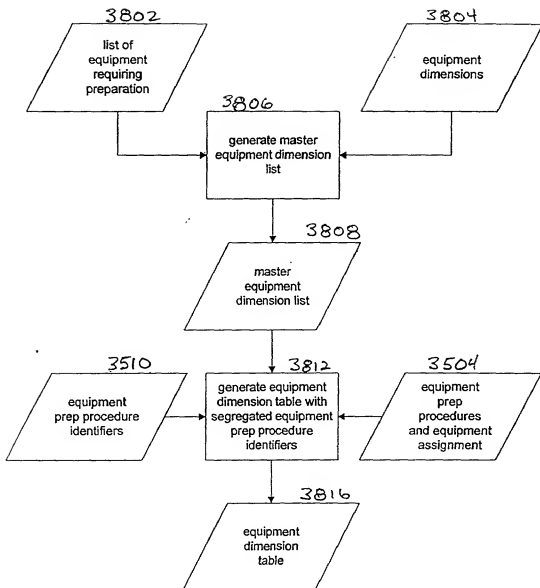 3802
list of
equipment
requiring
preparation
3804
equipment
dimensions
3806
generate master
equipment dimension
list
3808
master
equipment
dimension list
3510
equipment
prep procedure
identifiers
3812
generate equipment
dimension table with
segregated equipment
prep procedure
identifiers
3504
equipment
prep
procedures
and equipment
assignment
3816
equipment
dimension
table